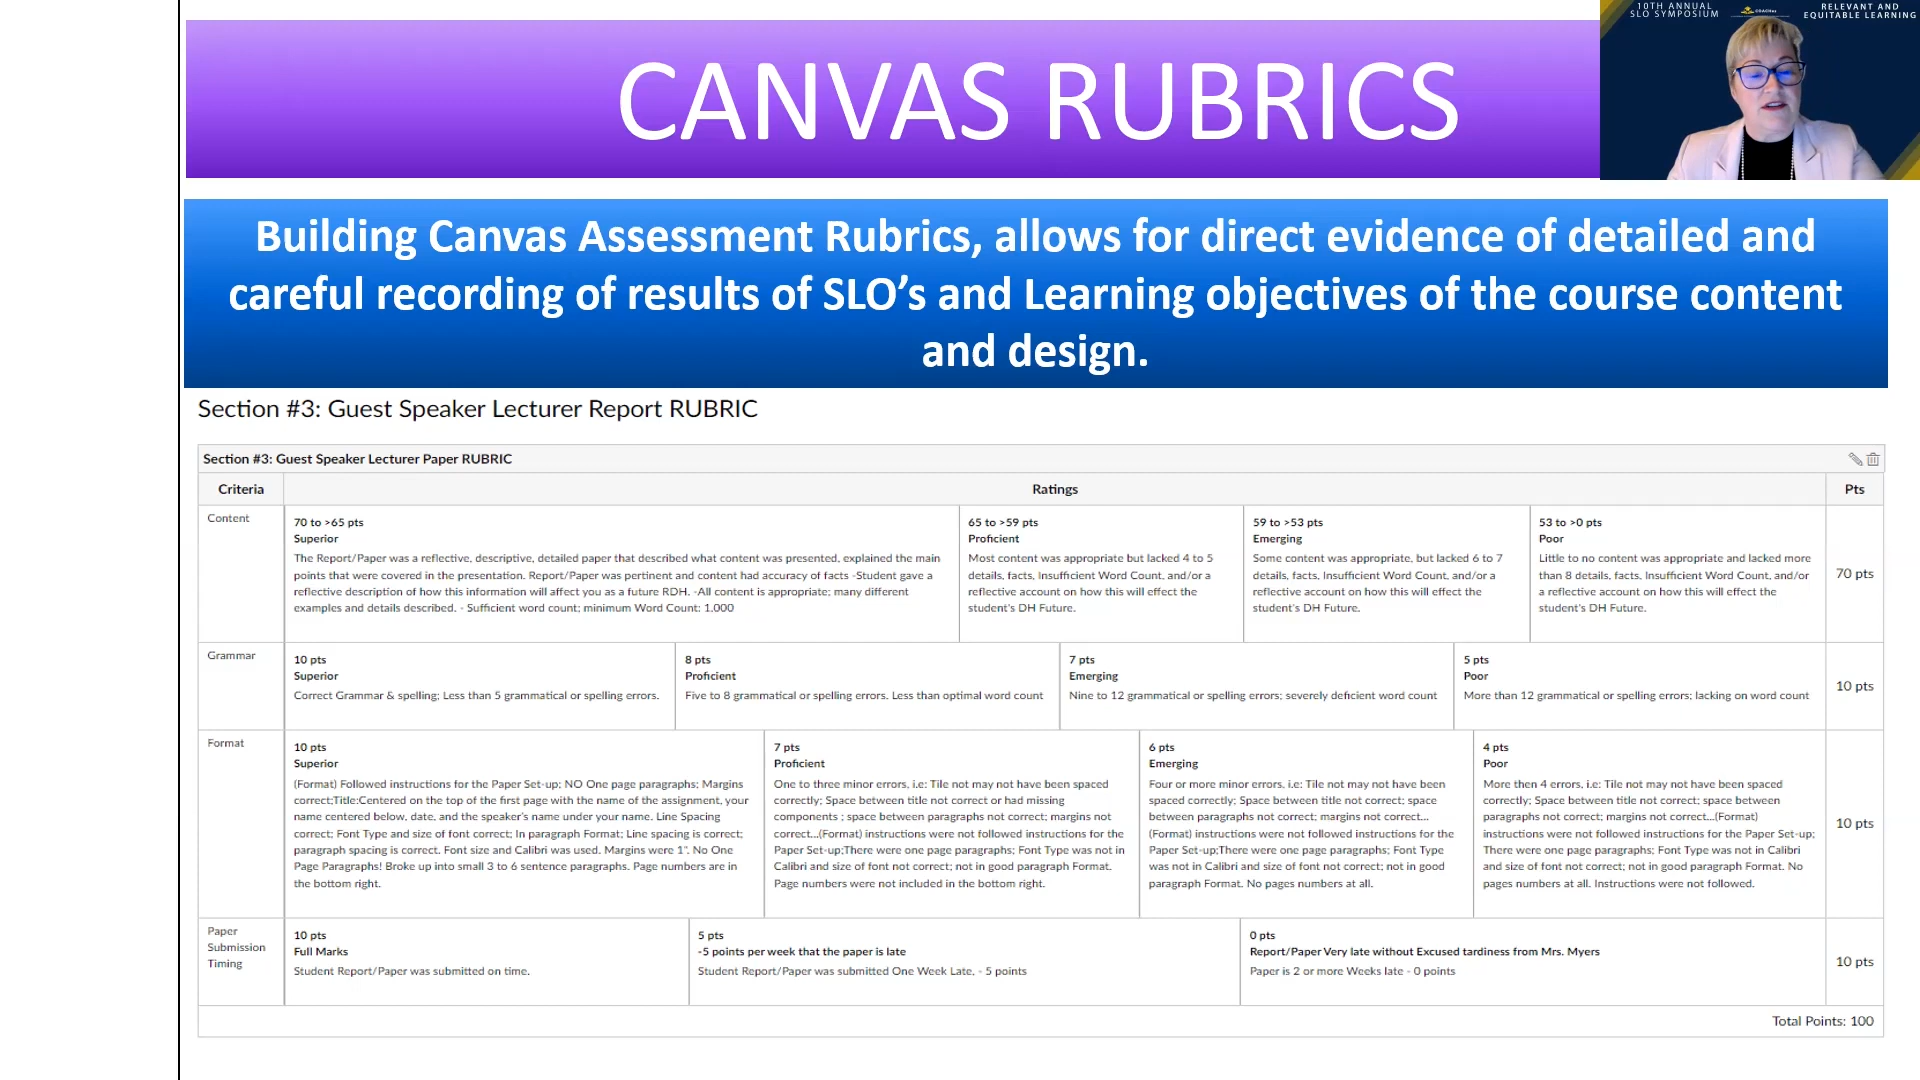 10TH ANNUAL
SLO SYMPOSIUM
COACHes
RELEVANT AND
EQUITABLE LEARNING
CANVAS RUBRICS
Building Canvas Assessment Rubrics, allows for direct evidence of detailed and
careful recording of results of SLO’s and Learning objectives of the course content
and design.
Section #3: Guest Speaker Lecturer Report RUBRIC
Section #3: Guest Speaker Lecturer Paper RUBRIC
Criteria
Ratings
Pts
Content
70 to >65 pts
Superior
The Report/Paper was a reflective, descriptive, detailed paper that described what content was presented, explained the main
points that were covered in the presentation. Report/Paper was pertinent and content had accuracy of facts -Student gave a
reflective description of how this information will affect you as a future RDH. -All content is appropriate; many different
examples and details described. - Sufficient word count; minimum Word Count: 1,000
65 to >59 pts
Proficient
Most content was appropriate but lacked 4 to 5
details, facts, Insufficient Word Count, and/or a
reflective account on how this will effect the
student's DH Future.
59 to >53 pts
Emerging
Some content was appropriate, but lacked 6 to 7
details, facts, Insufficient Word Count, and/or a
reflective account on how this will effect the
student's DH Future.
53 to >0 pts
Poor
Little to no content was appropriate and lacked more
than 8 details, facts, Insufficient Word Count, and/or
a reflective account on how this will effect the
student's DH Future.
70 pts
Grammar
10 pts
Superior
Correct Grammar & spelling; Less than 5 grammatical or spelling errors.
8 pts
Proficient
Five to 8 grammatical or spelling errors. Less than optimal word count
7 pts
Emerging
Nine to 12 grammatical or spelling errors; severely deficient word count
5 pts
Poor
More than 12 grammatical or spelling errors; lacking on word count
10 pts
Format
10 pts
Superior
(Format) Followed instructions for the Paper Set-up; NO One page paragraphs; Margins
correct;Title:Centered on the top of the first page with the name of the assignment, your
name centered below, date, and the speaker's name under your name. Line Spacing
correct; Font Type and size of font correct; In paragraph Format; Line spacing is correct;
paragraph spacing is correct. Font size and Calibri was used. Margins were 1". No One
Page Paragraphs! Broke up into small 3 to 6 sentence paragraphs. Page numbers are in
the bottom right.
7 pts
Proficient
One to three minor errors, i.e: Tile not may not have been spaced
correctly; Space between title not correct or had missing
components ; space between paragraphs not correct; margins not
correct...(Format) instructions were not followed instructions for the
Paper Set-up;There were one page paragraphs; Font Type was not in
Calibri and size of font not correct; not in good paragraph Format.
Page numbers were not included in the bottom right.
6 pts
Emerging
Four or more minor errors, i.e: Tile not may not have been
spaced correctly; Space between title not correct; space
between paragraphs not correct; margins not correct...
(Format) instructions were not followed instructions for the
Paper Set-up;There were one page paragraphs; Font Type
was not in Calibri and size of font not correct; not in good
paragraph Format. No pages numbers at all.
4 pts
Poor
More then 4 errors, i.e: Tile not may not have been spaced
correctly; Space between title not correct; space between
paragraphs not correct; margins not correct...(Format)
instructions were not followed instructions for the Paper Set-up;
There were one page paragraphs; Font Type was not in Calibri
and size of font not correct; not in good paragraph Format. No
pages numbers at all. Instructions were not followed.
10 pts
Paper
Submission
Timing
10 pts
Full Marks
Student Report/Paper was submitted on time.
5 pts
-5 points per week that the paper is late
Student Report/Paper was submitted One Week Late, - 5 points
0 pts
Report/Paper Very late without Excused tardiness from Mrs. Myers
Paper is 2 or more Weeks late - 0 points
10 pts
Total Points: 100